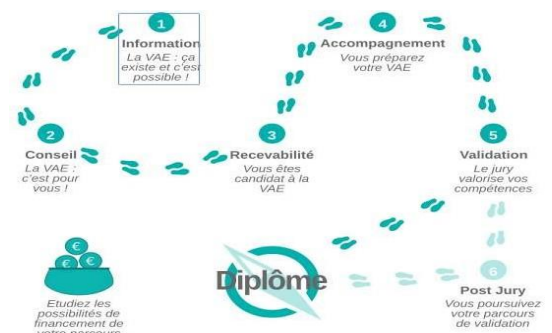 1
Information
La VAE : ça
existe et c'est
possible !
2
Conseil
La VAE :
c'est pour
vous !
3
Recevabilité
Vous êtes
candidat à la
VAE
4
Accompagnement
Vous préparez
votre VAE
5
Validation
Le jury
valorise vos
compétences
6
Post Jury
Vous poursuivez
votre parcours
de validation
Diplôme
€
€ €
Etudiez les
possibilités de
financement de
votre parcours